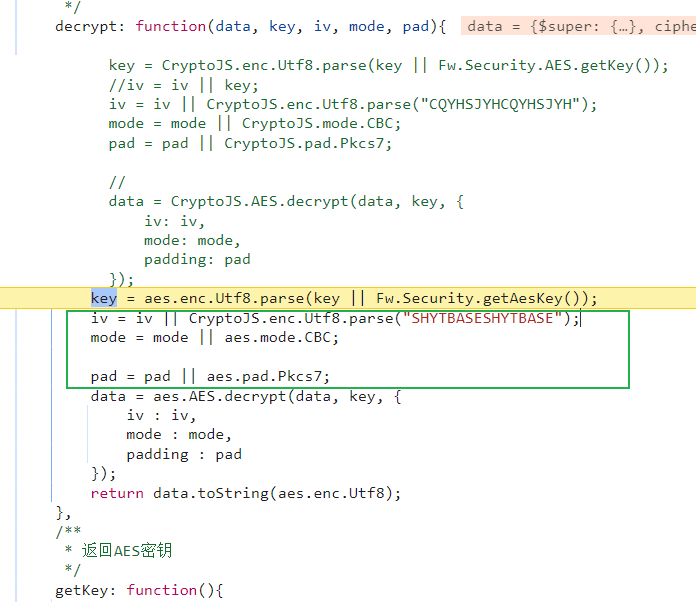 */
decrypt: function(data, key, iv, mode, pad){ data = {$super: {…}, ciphe
key = CryptoJS.enc.Utf8.parse(key || Fw.Security.AES.getKey());
//iv = iv || key;
iv = iv || CryptoJS.enc.Utf8.parse("CQYHSJYHCQYHSJYH");
mode = mode || CryptoJS.mode.CBC;
pad = pad || CryptoJS.pad.Pkcs7;
//
data = CryptoJS.AES.decrypt(data, key, {
iv: iv,
mode: mode,
padding: pad
});
key = aes.enc.Utf8.parse(key || Fw.Security.getAesKey());
iv = iv || CryptoJS.enc.Utf8.parse("SHYTBASESHYTBASE");
mode = mode || aes.mode.CBC;
pad = pad || aes.pad.Pkcs7;
data = aes.AES.decrypt(data, key, {
iv : iv,
mode : mode,
padding : pad
});
return data.toString(aes.enc.Utf8);
},
/**
* 返回AES密钥
*/
getKey: function(){